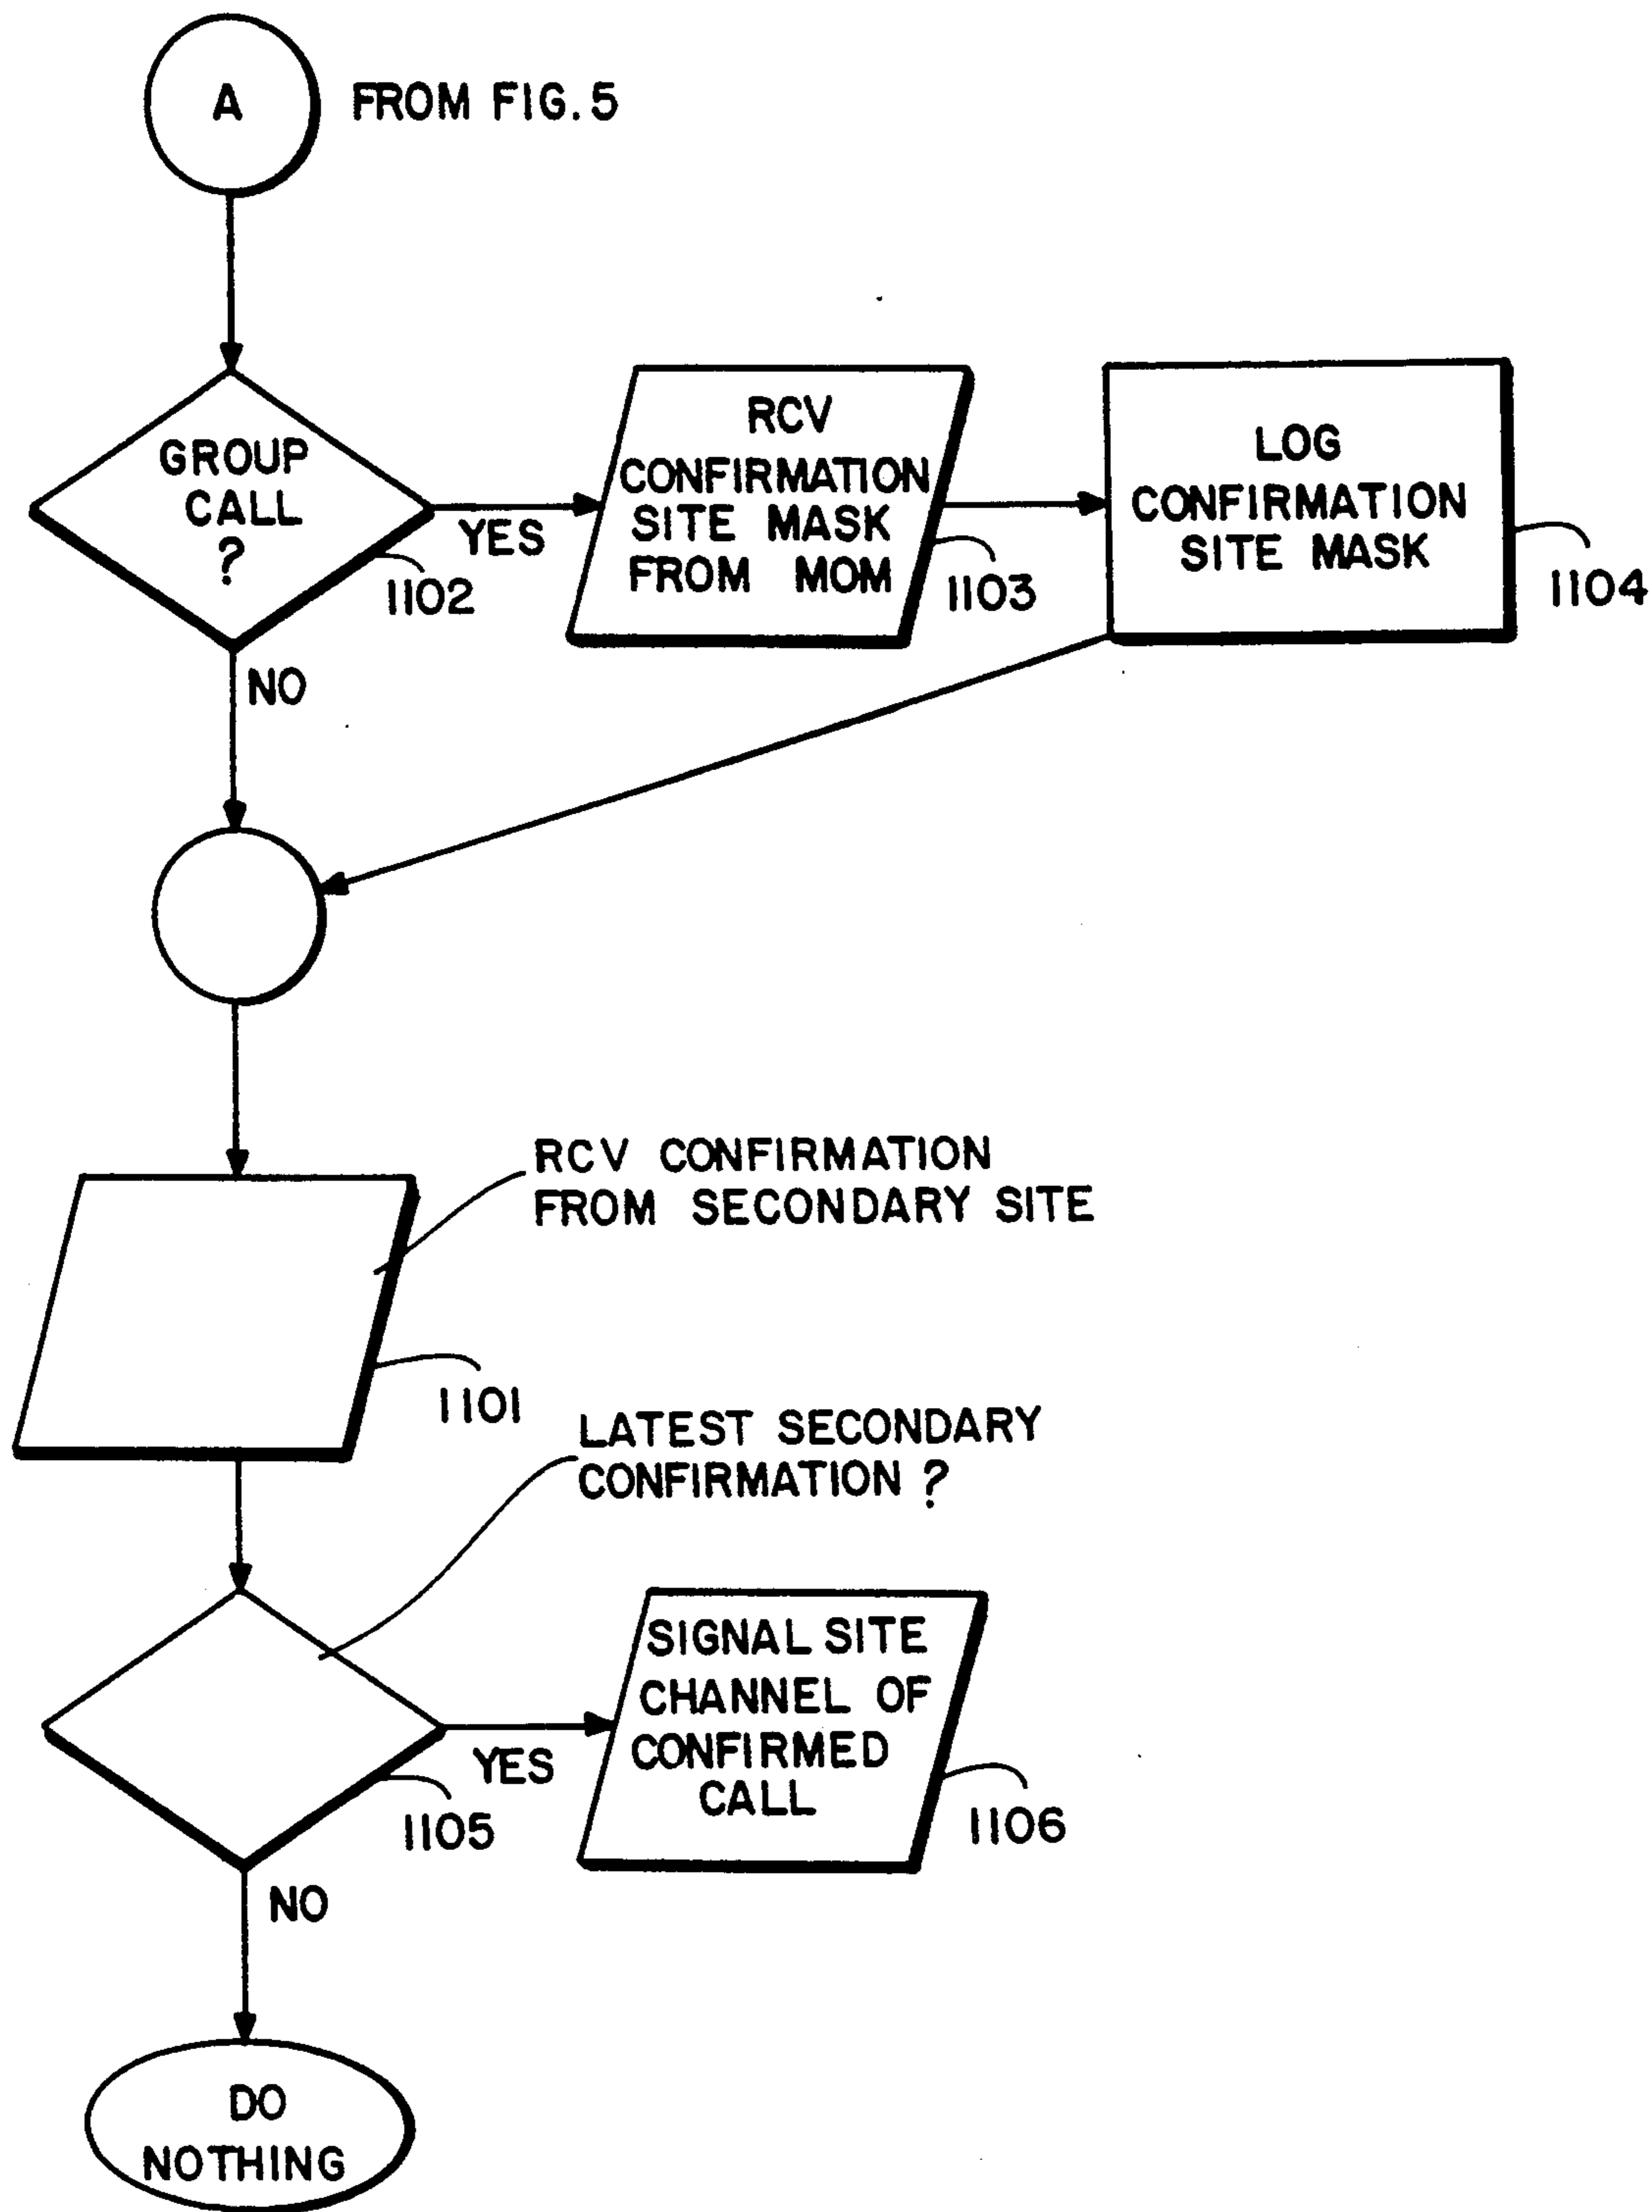 A
FROM FIG. 5
GROUP
CALL
?
YES
1102
NO
RCV
CONFIRMATION
SITE MASK
FROM MOM
1103
LOG
CONFIRMATION
SITE MASK
1104
RCV CONFIRMATION
FROM SECONDARY SITE
1101
LATEST SECONDARY
CONFIRMATION ?
YES
1105
SIGNAL SITE
CHANNEL OF
CONFIRMED
CALL
1106
NO
DO
NOTHING